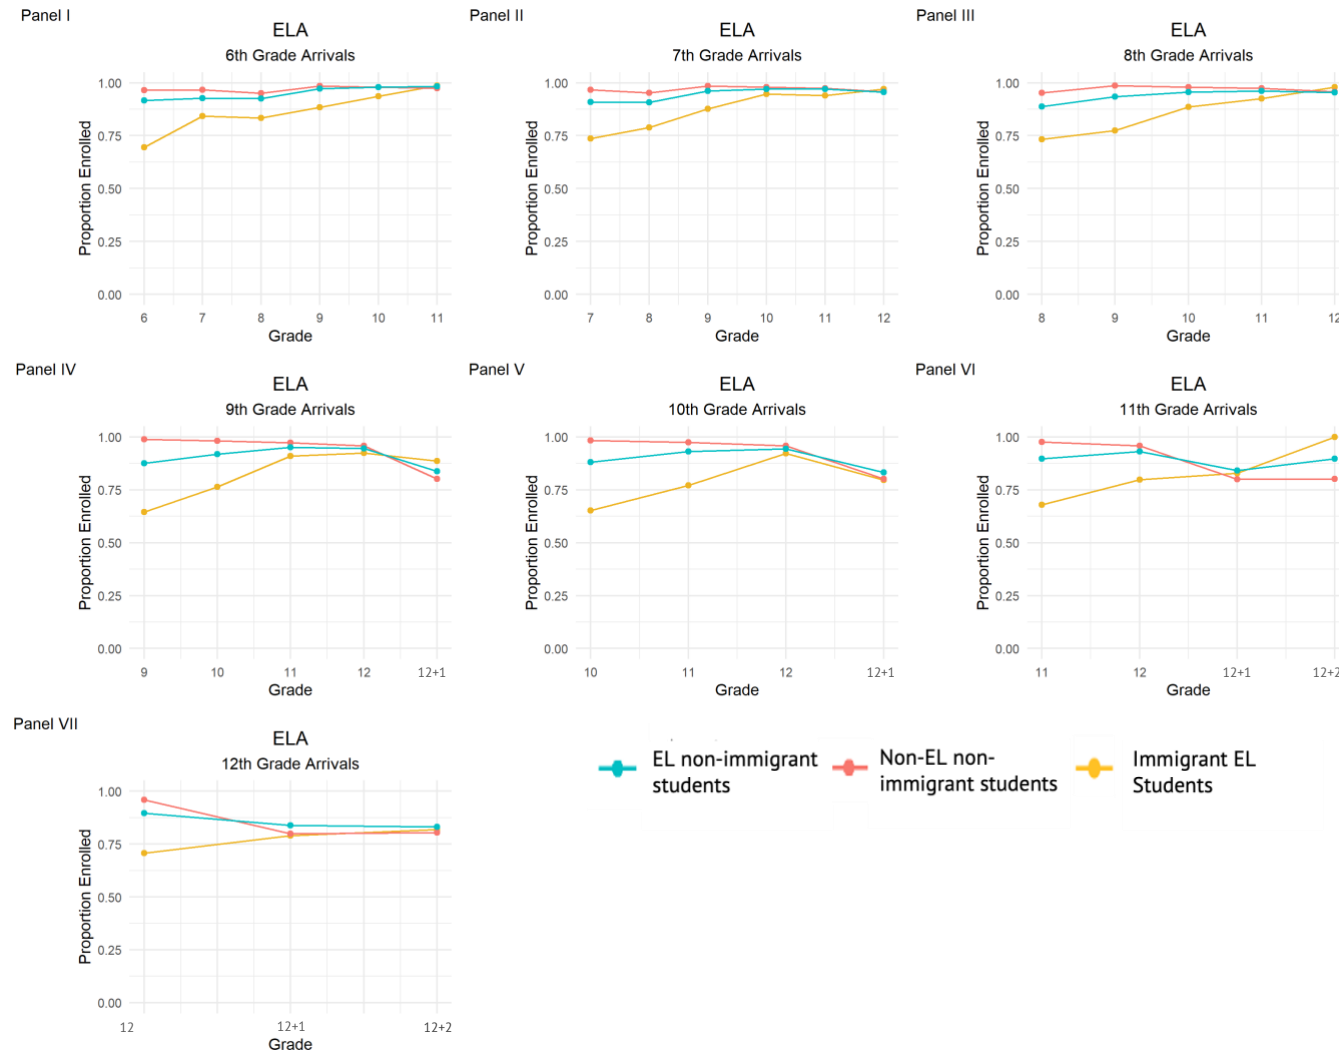 Panel I
ELA
6th Grade Arrivals
Proportion Enrolled
1.00
0.75
0.50
0.25
0.00
6 7 8 9 10 11
Grade
Panel II
ELA
7th Grade Arrivals
Proportion Enrolled
1.00
0.75
0.50
0.25
0.00
7 8 9 10 11 12
Grade
Panel III
ELA
8th Grade Arrivals
Proportion Enrolled
1.00
0.75
0.50
0.25
0.00
8 9 10 11 12
Grade
Panel IV
ELA
9th Grade Arrivals
Proportion Enrolled
1.00
0.75
0.50
0.25
0.00
9 10 11 12 12+1
Grade
Panel V
ELA
10th Grade Arrivals
Proportion Enrolled
1.00
0.75
0.50
0.25
0.00
10 11 12 12+1
Grade
Panel VI
ELA
11th Grade Arrivals
Proportion Enrolled
1.00
0.75
0.50
0.25
0.00
11 12 12+1 12+2
Grade
Panel VII
ELA
12th Grade Arrivals
Proportion Enrolled
1.00
0.75
0.50
0.25
0.00
12 12+1 12+2
Grade
EL non-immigrant
students
Non-EL non-
immigrant students
Immigrant EL
Students